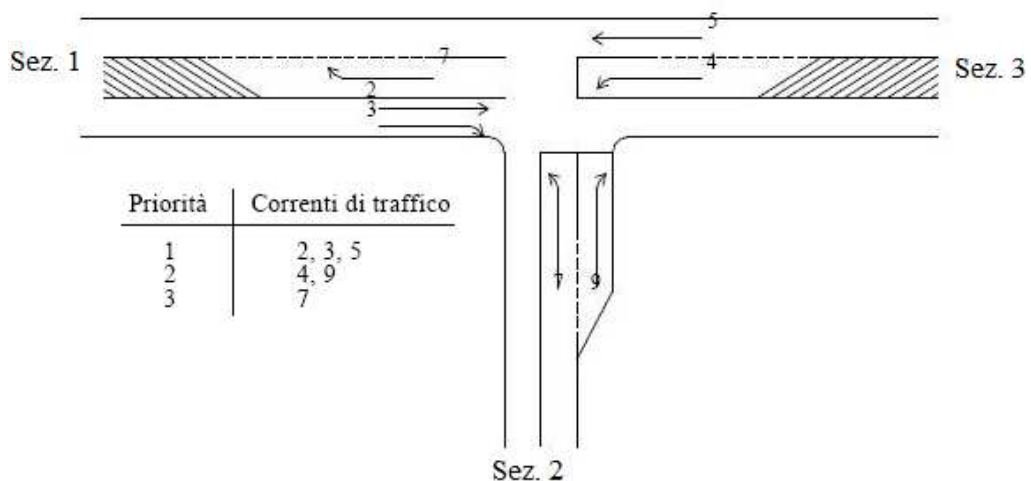 5
Sez. 1
7
4
Sez. 3
2
3
Priorità Correnti di traffico
1 2, 3, 5
2 4, 9
3 7
7 9
Sez. 2